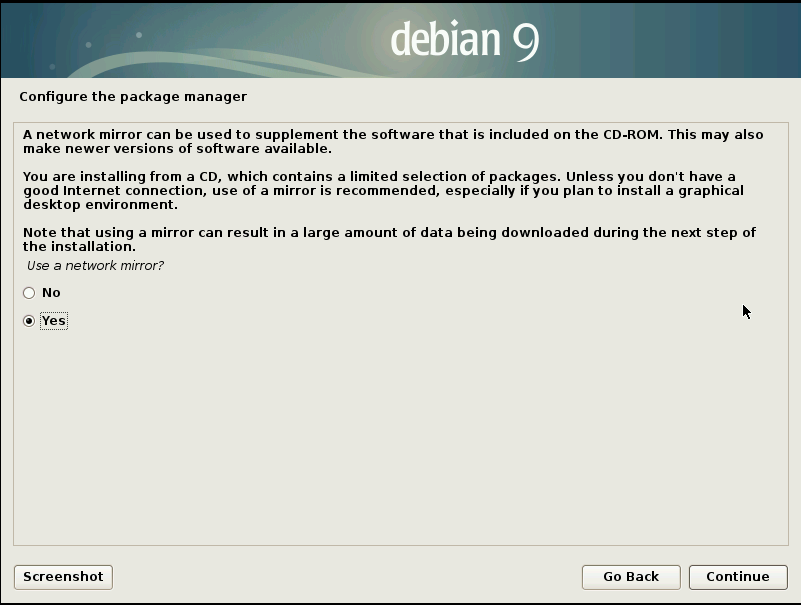 debian 9
Configure the package manager
A network mirror can be used to supplement the software that is included on the CD-ROM. This may also
make newer versions of software available.
You are installing from a CD, which contains a limited selection of packages. Unless you don't have a
good Internet connection, use of a mirror is recommended, especially if you plan to install a graphical
desktop environment.
Note that using a mirror can result in a large amount of data being downloaded during the next step of
the installation.
Use a network mirror?
No
Yes
Screenshot
Go Back
Continue